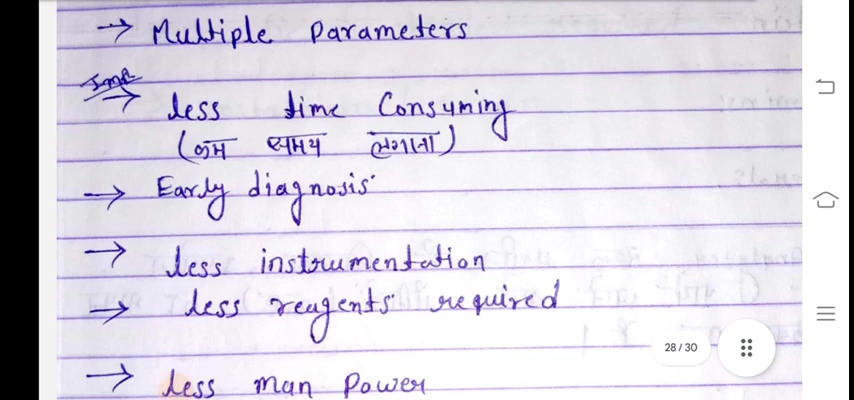 → Multiple parameters
Imp
→ less time Consuming
(कम समय लगना)
→ Early diagnosis
→ less instrumentation
→ less reagents required
28 / 30
→ less man Power